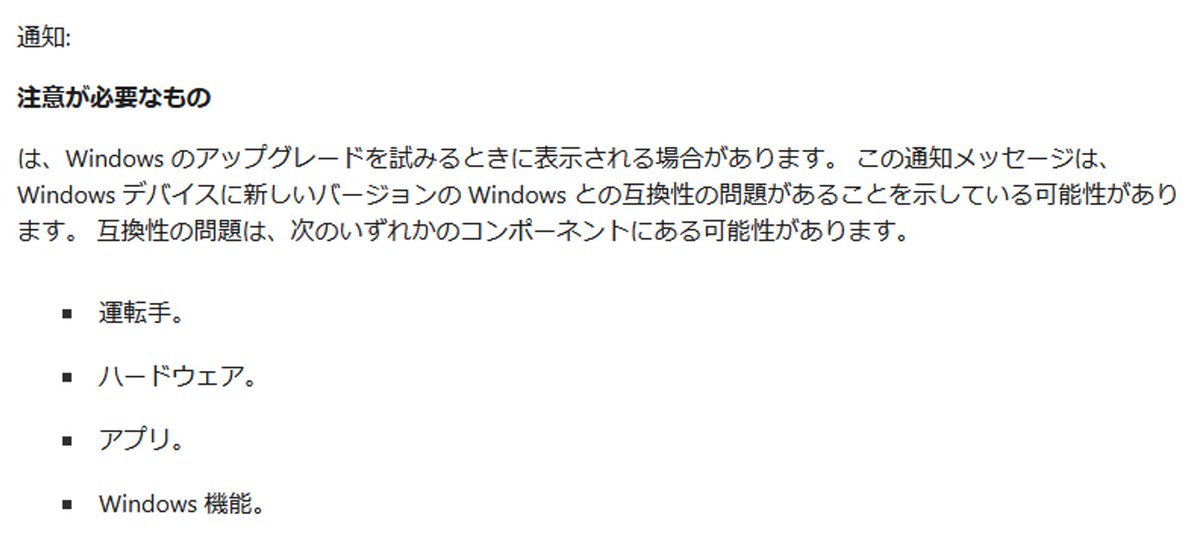 通知:
注意が必要なもの
は、Windows のアップグレードを試みるときに表示される場合があります。 この通知メッセージは、
Windows デバイスに新しいバージョンの Windows との互換性の問題があることを示している可能性があり
ます。 互換性の問題は、次のいずれかのコンポーネントにある可能性があります。
▪ 運転手。
▪ ハードウェア。
▪ アプリ。
▪ Windows 機能。